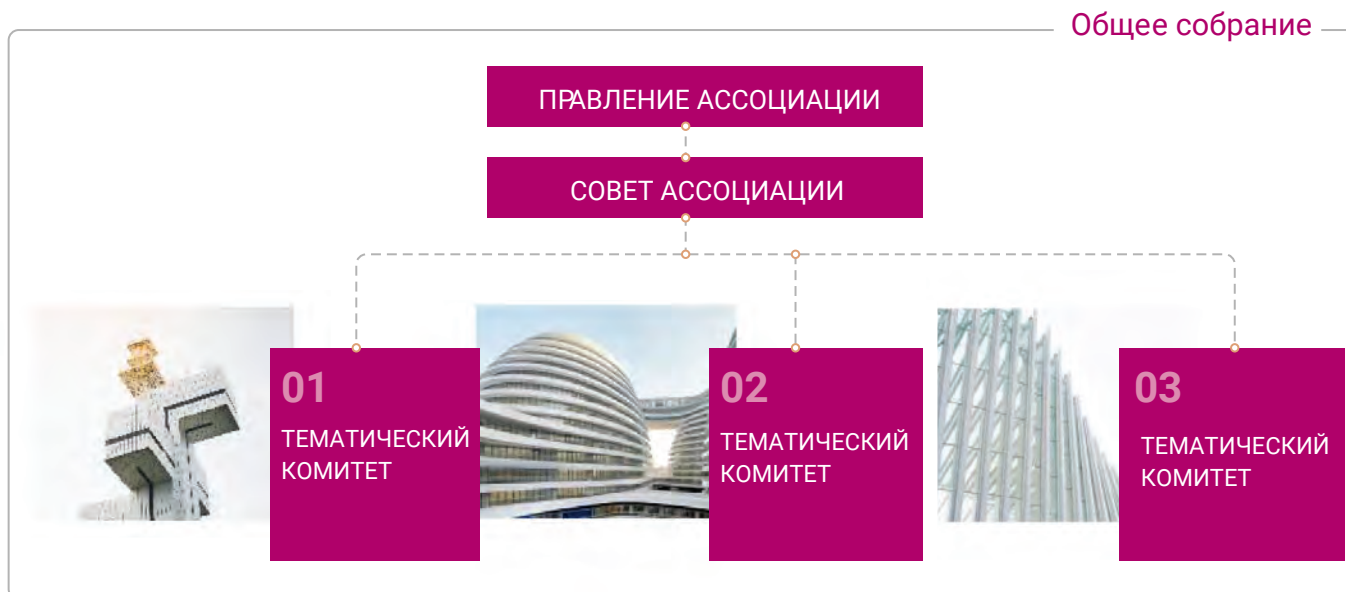 Общее собрание
ПРАВЛЕНИЕ АССОЦИАЦИИ
СОВЕТ АССОЦИАЦИИ
01
ТЕМАТИЧЕСКИЙ
КОМИТЕТ
02
ТЕМАТИЧЕСКИЙ
КОМИТЕТ
03
ТЕМАТИЧЕСКИЙ
КОМИТЕТ